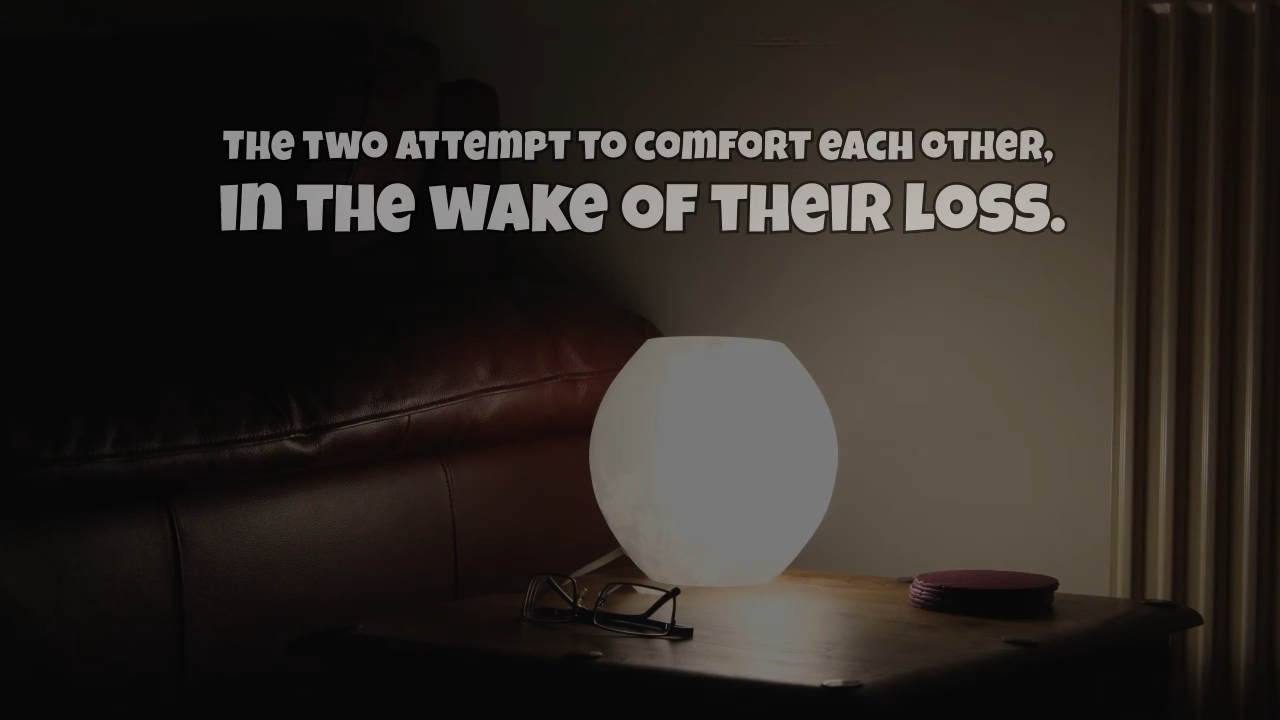 The two attempt to comfort each other,
in the wake of their loss.